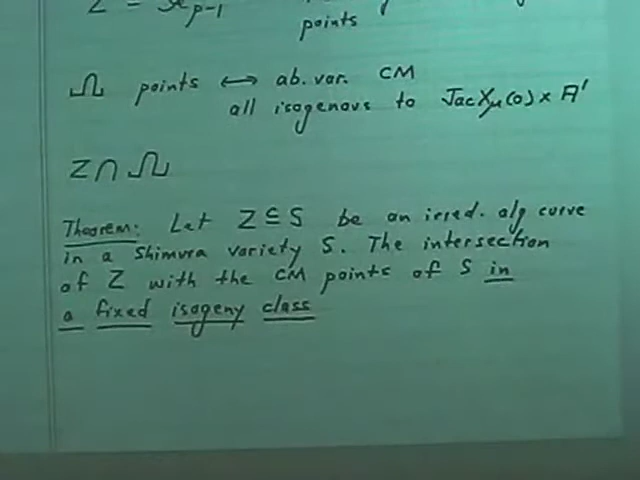 points
Ω points ⟷ ab. var. CM
all isogenous to Jac X_μ(0) × A'
Z ∩ Ω
Theorem: Let Z ⊆ S be an irred. alg curve
in a Shimura variety S. The intersection
of Z with the CM points of S in
a fixed isogeny class